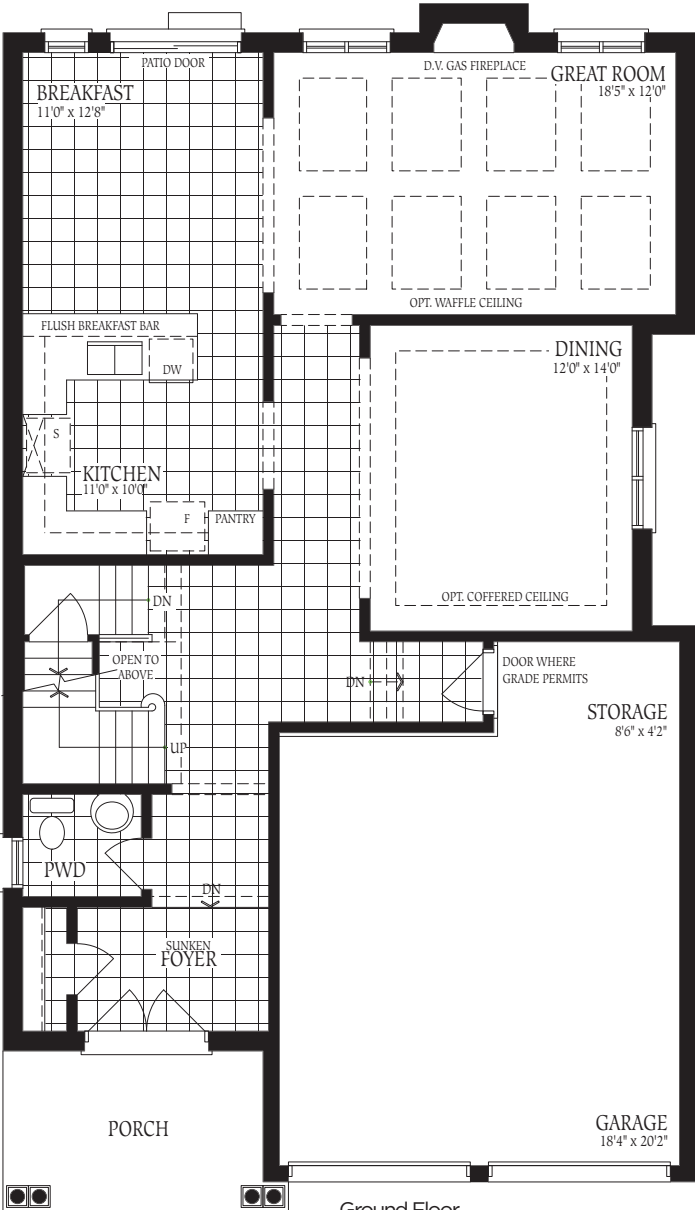 PATIO DOOR
BREAKFAST
11'0" x 12'8"
D.V. GAS FIREPLACE
GREAT ROOM
18'5" x 12'0"
OPT. WAFFLE CEILING
FLUSH BREAKFAST BAR
DW
S
KITCHEN
11'0" x 10'0"
F
PANTRY
DINING
12'0" x 14'0"
OPT. COFFERED CEILING
DN
OPEN TO
ABOVE
UP
DN
DOOR WHERE
GRADE PERMITS
STORAGE
8'6" x 4'2"
PWD
DN
SUNKEN
FOYER
PORCH
GARAGE
18'4" x 20'2"
Ground Floor